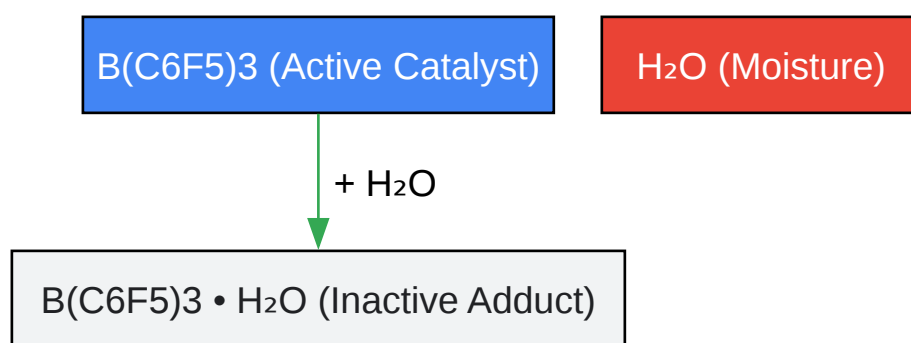 B(C6F5)3 (Active Catalyst)
H₂O (Moisture)
+ H₂O
B(C6F5)3 • H₂O (Inactive Adduct)